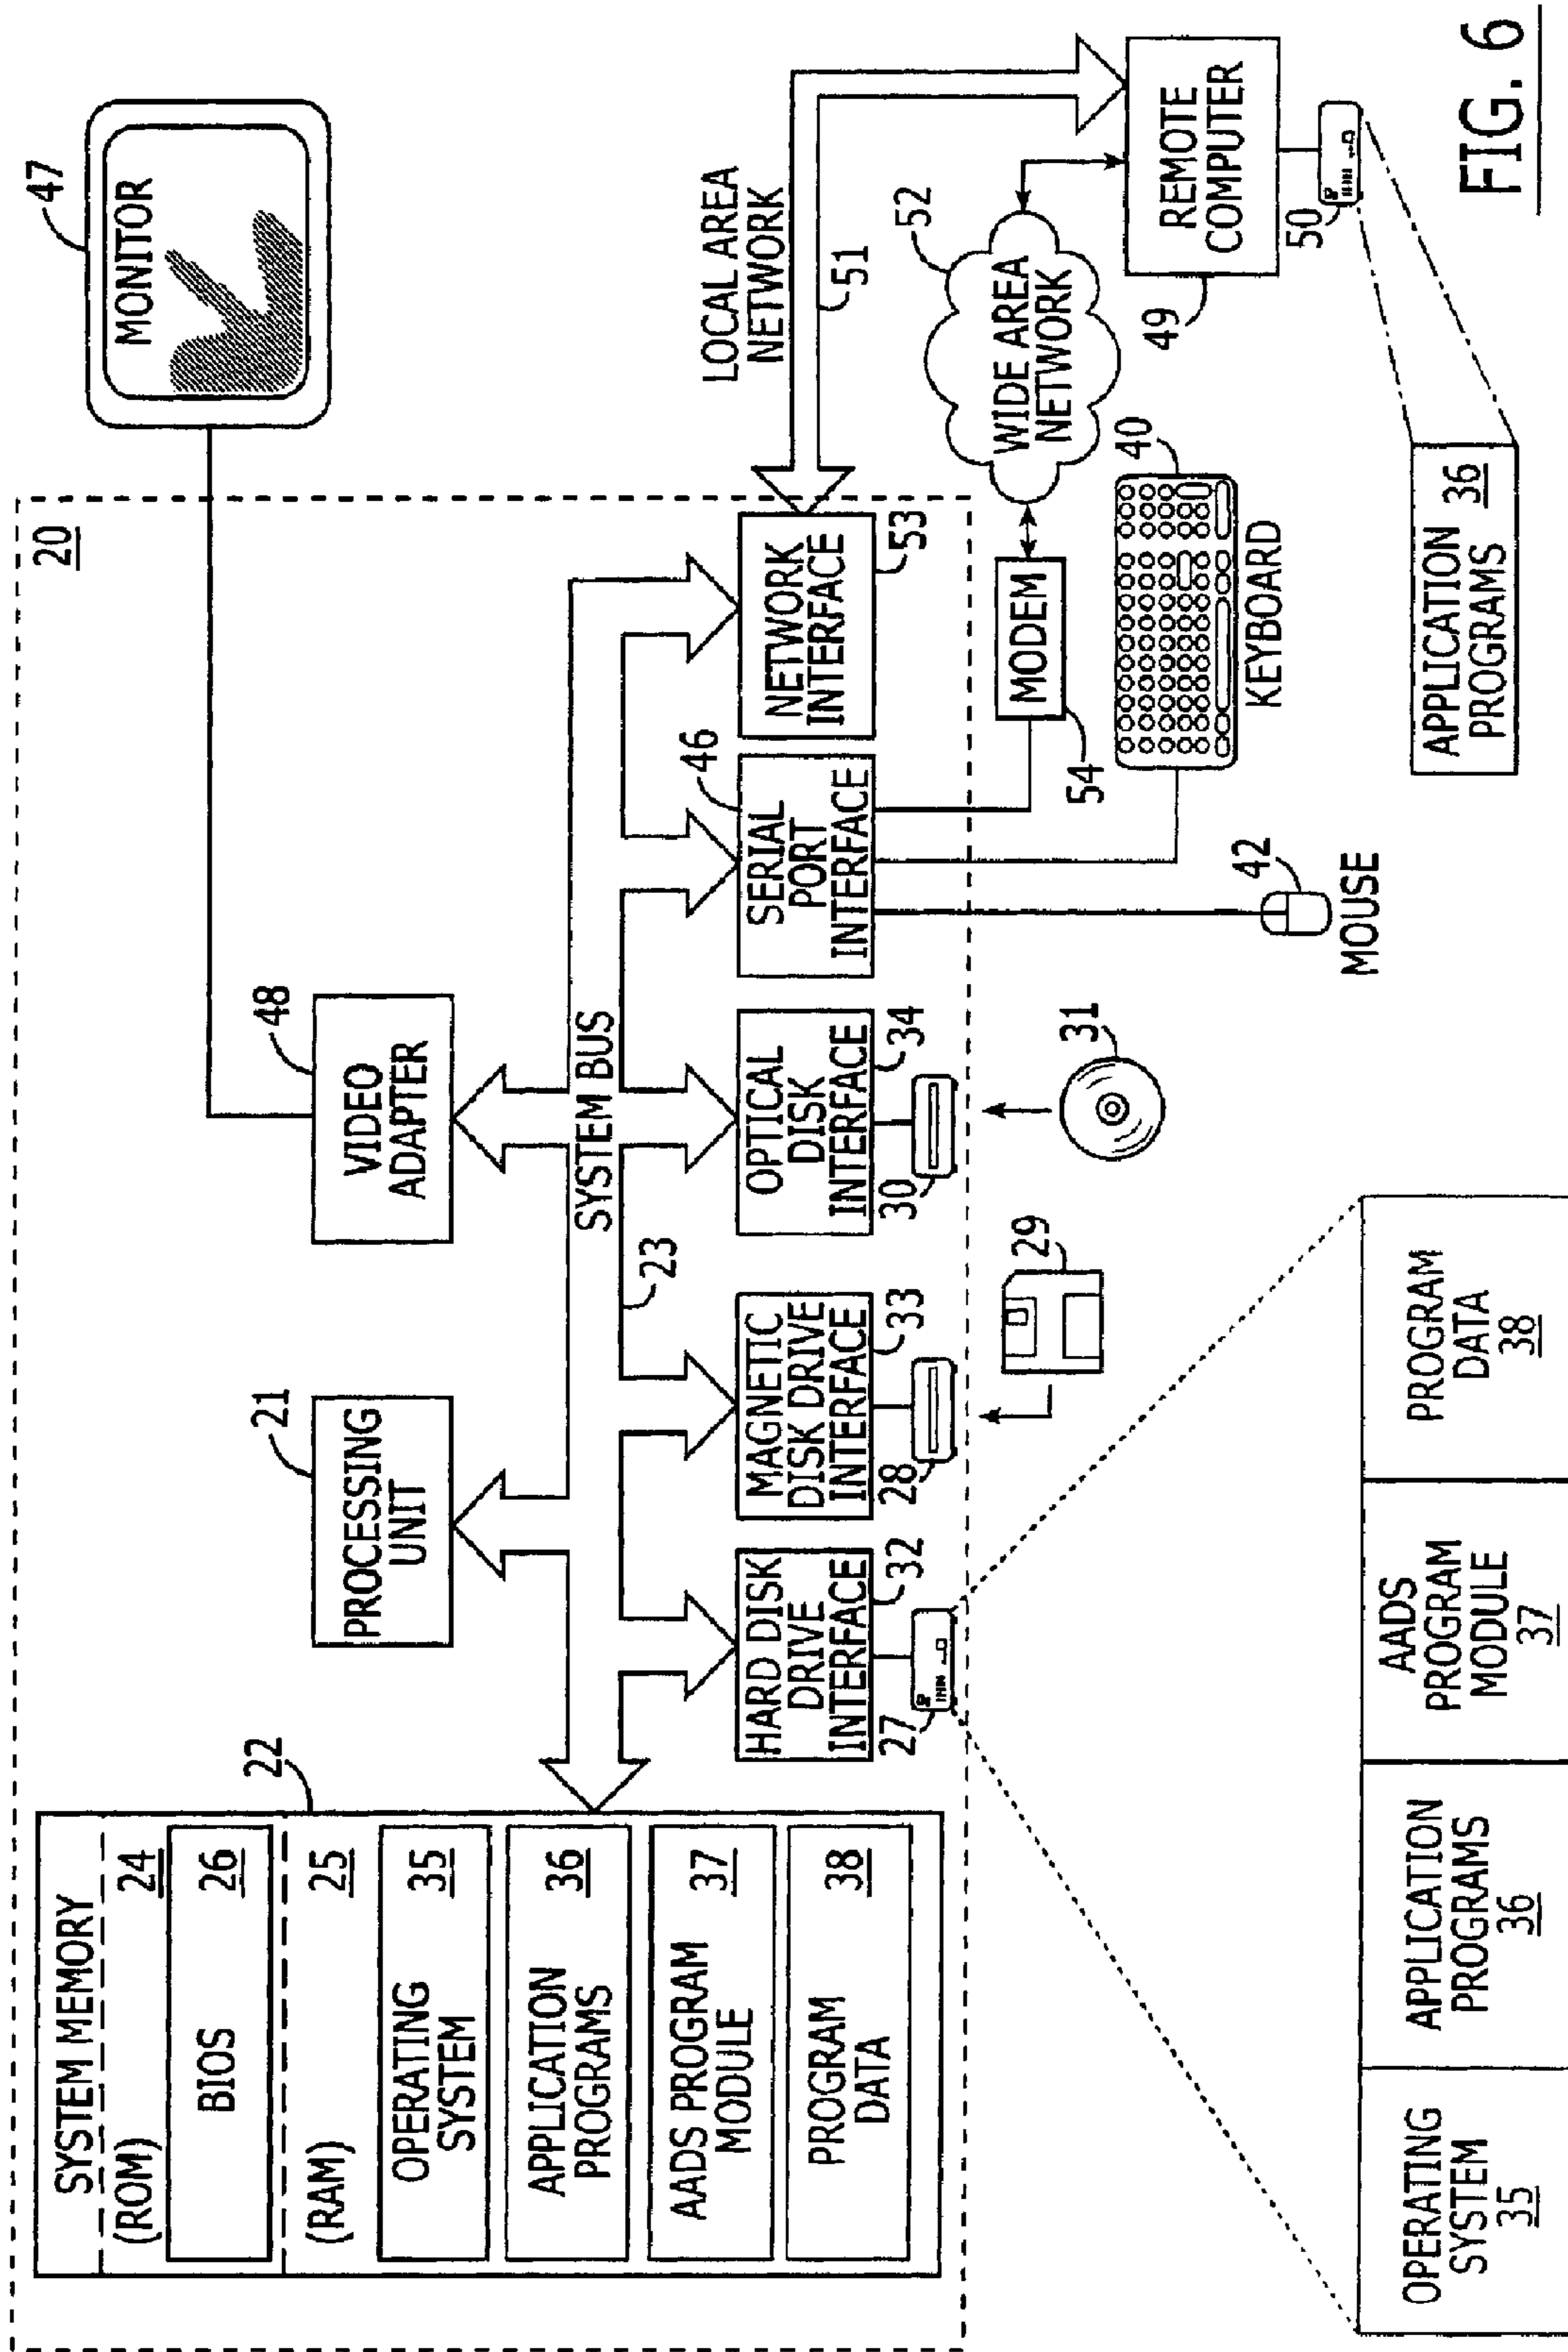 20
SYSTEM MEMORY
(ROM) 24
BIOS 26
(RAM) 25
OPERATING
SYSTEM
35
APPLICATION
PROGRAMS
36
AADS PROGRAM
MODULE
37
PROGRAM
DATA
38
22
21
PROCESSING
UNIT
48
VIDEO
ADAPTER
47
MONITOR
SYSTEM BUS
23
HARD DISK
DRIVE
INTERFACE
32
27
MAGNETIC
DISK DRIVE
INTERFACE
33
28
29
OPTICAL
DISK
INTERFACE
34
30
31
46
SERIAL
PORT
INTERFACE
NETWORK
INTERFACE
53
LOCAL AREA
NETWORK
51
52
WIDE AREA
NETWORK
MODEM
54
40
KEYBOARD
42
MOUSE
REMOTE
COMPUTER
49
50
APPLICATION
PROGRAMS 36
OPERATING
SYSTEM
35
APPLICATION
PROGRAMS
36
AADS
PROGRAM
MODULE
37
PROGRAM
DATA
38
FIG. 6